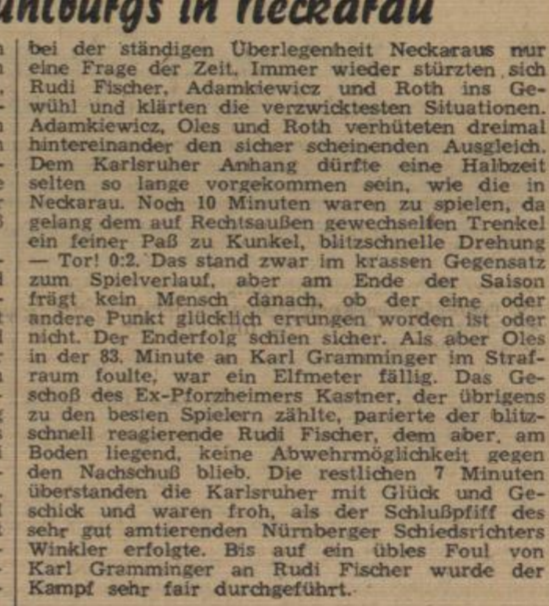 in Neckarau
bei der ständigen Überlegenheit Neckaraus nur
eine Frage der Zeit. Immer wieder stürzten sich
Rudi Fischer, Adamkiewicz und Roth ins Ge-
wühl und klärten die verzwicktesten Situationen.
Adamkiewicz, Oles und Roth verhüteten dreimal
hintereinander den sicher scheinenden Ausgleich.
Dem Karlsruher Anhang dürfte eine Halbzeit
selten so lange vorgekommen sein, wie die in
Neckarau. Noch 10 Minuten waren zu spielen, da
gelang dem auf Rechtsaußen gewechselten Trenkel
ein feiner Paß zu Kunkel, blitzschnelle Drehung
— Tor! 0:2. Das stand zwar im krassen Gegensatz
zum Spielverlauf, aber am Ende der Saison
frägt kein Mensch danach, ob der eine oder
andere Punkt glücklich errungen worden ist oder
nicht. Der Enderfolg schien sicher. Als aber Oles
in der 83. Minute an Karl Gramminger im Straf-
raum foulte, war ein Elfmeter fällig. Das Ge-
schoß des Ex-Pforzheimers Kastner, der übrigens
zu den besten Spielern zählte, parierte der blitz-
schnell reagierende Rudi Fischer, dem aber, am
Boden liegend, keine Abwehrmöglichkeit gegen
den Nachschuß blieb. Die restlichen 7 Minuten
überstanden die Karlsruher mit Glück und Ge-
schick und waren froh, als der Schlußpfiff des
sehr gut amtierenden Nürnberger Schiedsrichters
Winkler erfolgte. Bis auf ein übles Foul von
Karl Gramminger an Rudi Fischer wurde der
Kampf sehr fair durchgeführt.